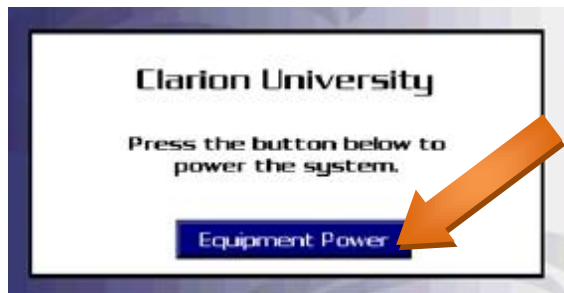 Clarion University
Press the button below to
power the system.
Equipment Power